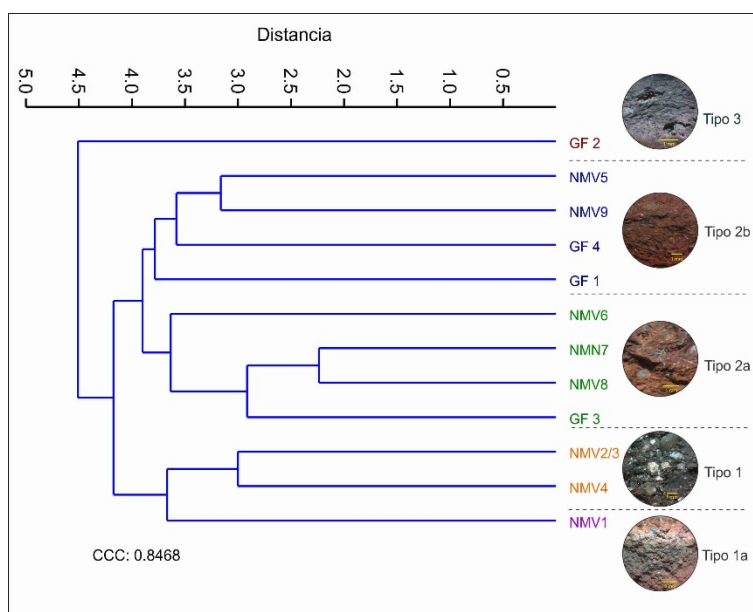 Distancia
5.0 4.5 4.0 3.5 3.0 2.5 2.0 1.5 1.0 0.5
Tipo 3
GF 2
NMV5
NMV9
Tipo 2b
GF 4
GF 1
NMV6
NMN7
Tipo 2a
NMV8
GF 3
NMV2/3
Tipo 1
NMV4
NMV1
Tipo 1a
CCC: 0.8468